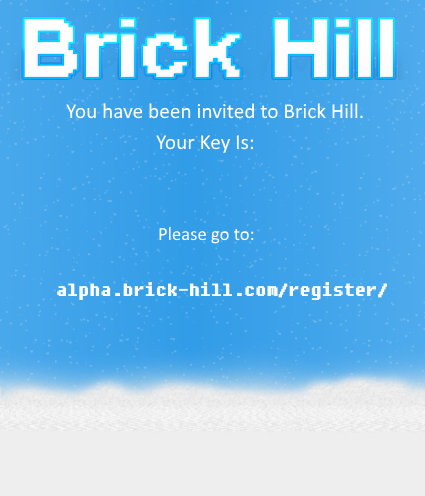 Brick Hill
You have been invited to Brick Hill.
Your Key Is:
Please go to:
alpha.brick-hill.com/register/